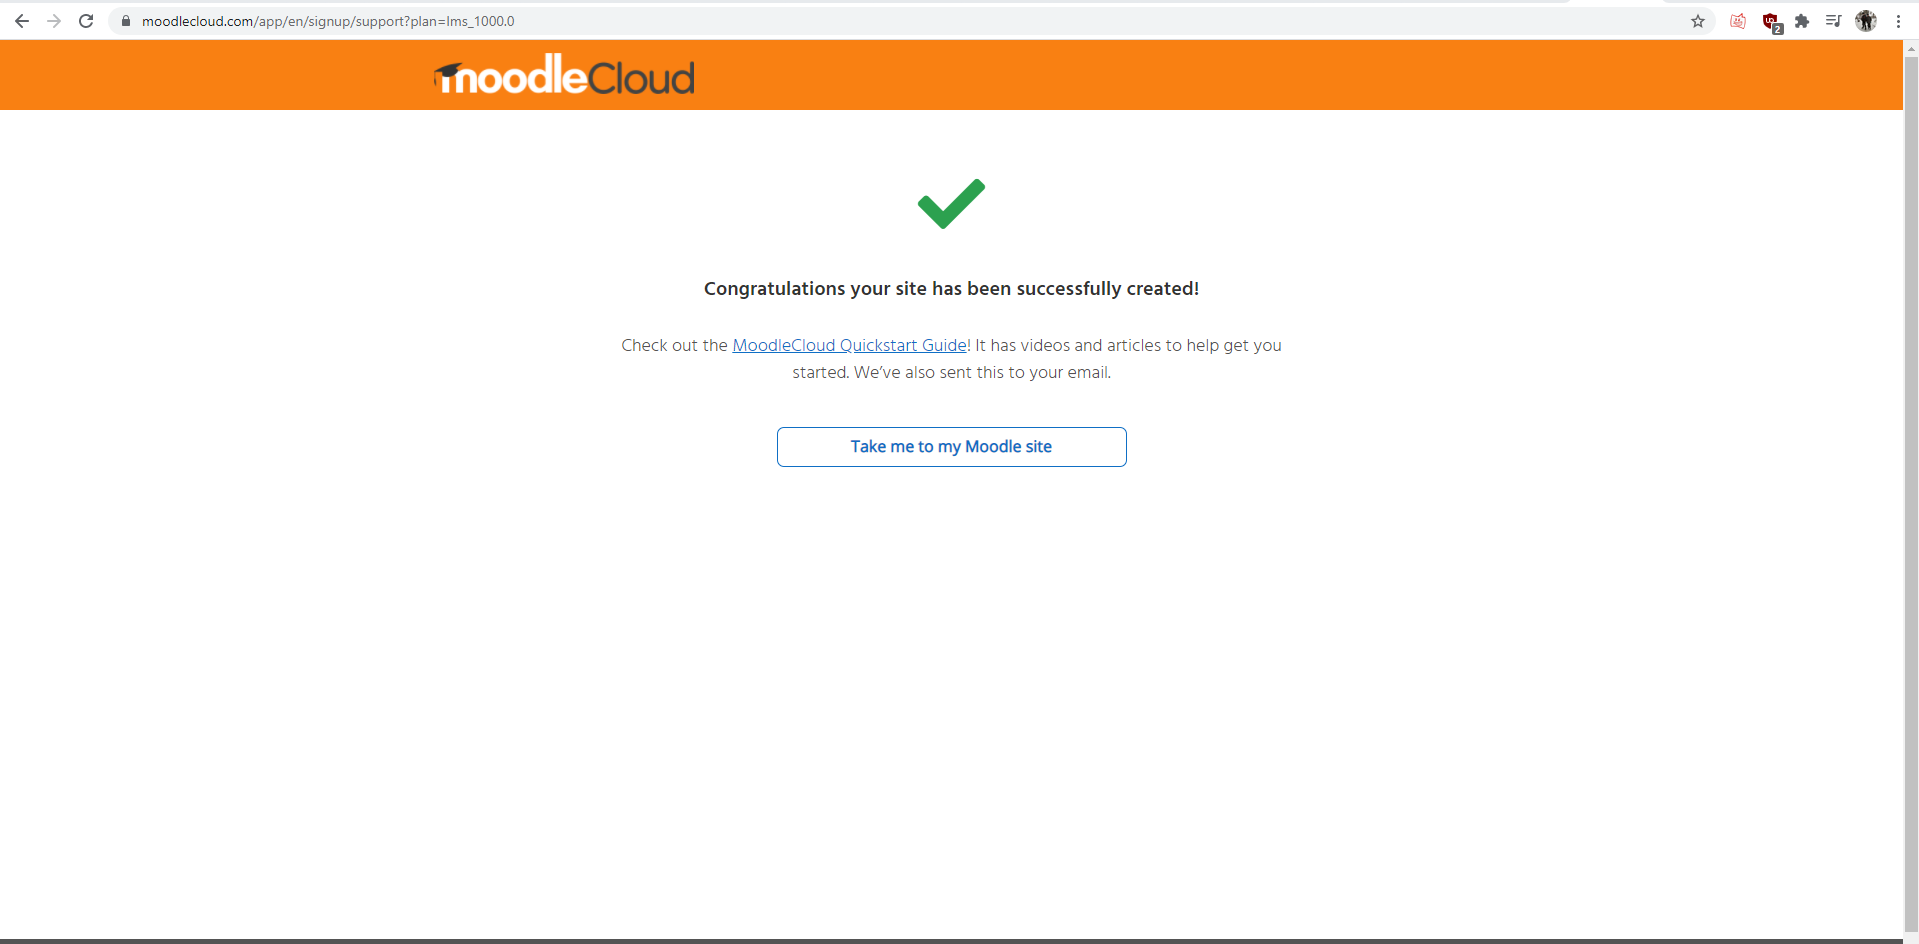 moodlecloud.com/app/en/signup/support?plan=lms_1000.0
2
moodleCloud
Congratulations your site has been successfully created!
Check out the MoodleCloud Quickstart Guide! It has videos and articles to help get you
started. We’ve also sent this to your email.
Take me to my Moodle site